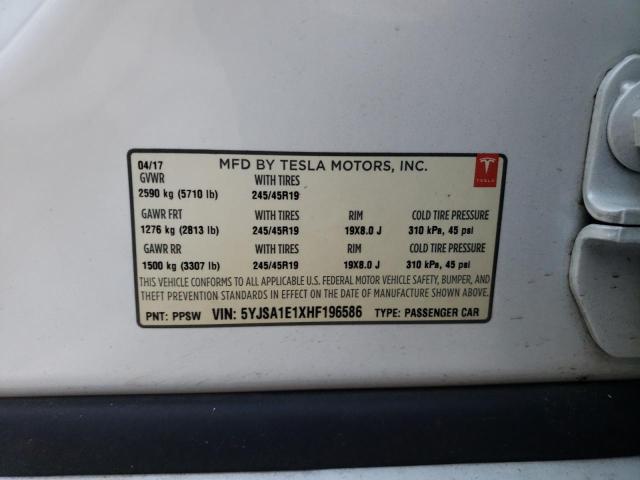 04/17 MFD BY TESLA MOTORS, INC.
GVWR WITH TIRES TESLA
2590 kg (5710 lb) 245/45R19
GAWR FRT WITH TIRES RIM COLD TIRE PRESSURE
1276 kg (2813 lb) 245/45R19 19X8.0 J 310 kPa, 45 psi
GAWR RR WITH TIRES RIM COLD TIRE PRESSURE
1500 kg (3307 lb) 245/45R19 19X8.0 J 310 kPa, 45 psi
THIS VEHICLE CONFORMS TO ALL APPLICABLE U.S. FEDERAL MOTOR VEHICLE SAFETY, BUMPER, AND
THEFT PREVENTION STANDARDS IN EFFECT ON THE DATE OF MANUFACTURE SHOWN ABOVE.
PNT: PPSW VIN: 5YJSA1E1XHF196586 TYPE: PASSENGER CAR